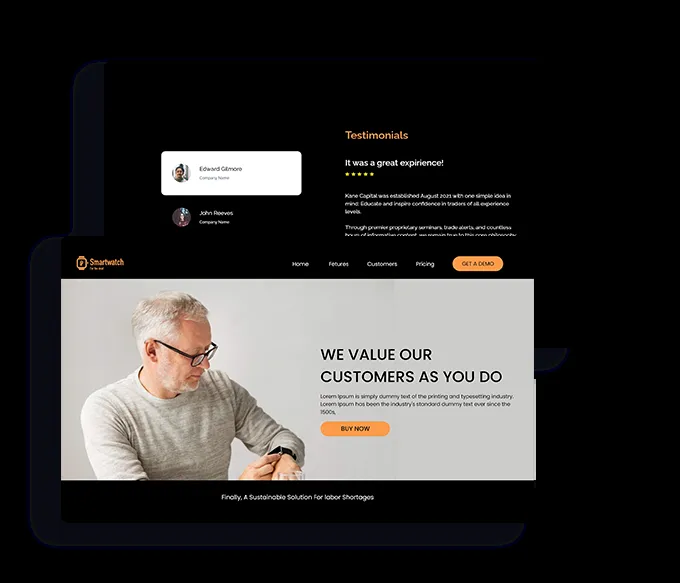 Testimonials
It was a great expirience!
Edward Gilmore
Company Name
John Reeves
Company Name
Kane Capital was established August 2021 with one simple idea in
mind: Educate and inspire confidence in traders of all experience
levels.
Through premier proprietary seminars, trade alerts, and countless
hours of informative content, we remain true to this core philosophy
Smartwatch
Home
Fetures
Customers
Pricing
GET A DEMO
WE VALUE OUR
CUSTOMERS AS YOU DO
Lorem Ipsum is simply dummy text of the printing and typesetting industry.
Lorem Ipsum has been the industry's standard dummy text ever since the
1500s,
BUY NOW
Finally, A Sustainable Solution For labor Shortages